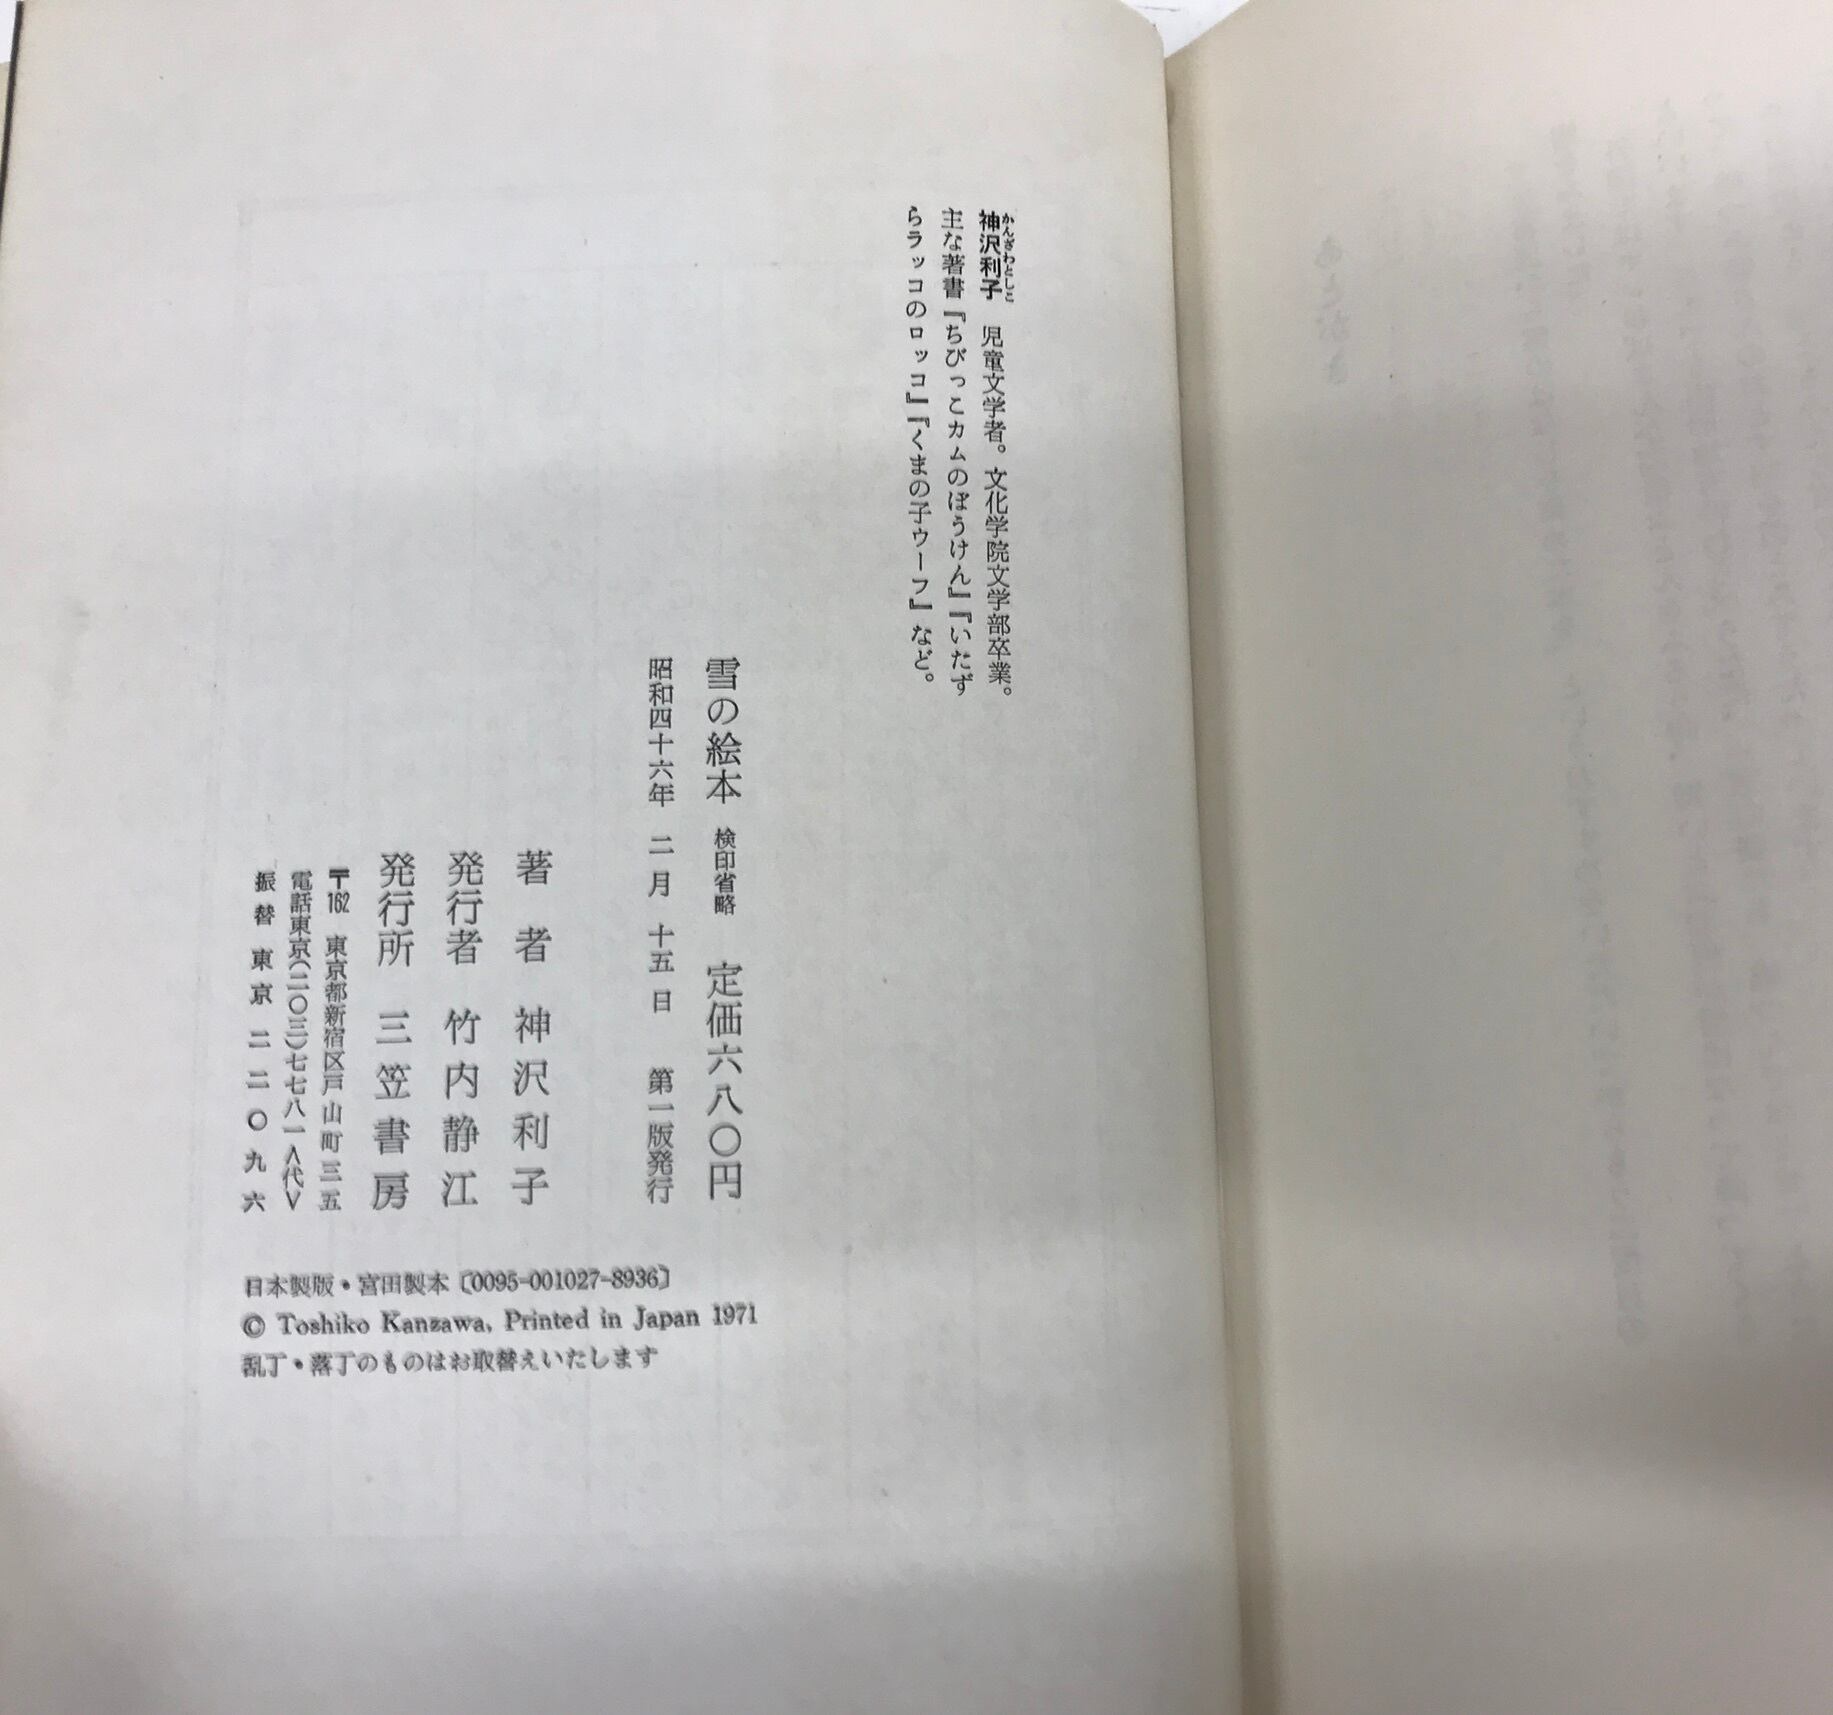 神沢利子 児童文学者。文化学院文学部卒業。
かんざわとしこ
主な著書『ちびっこカムのぼうけん』『いたず
らラッコのロッコ』『くまの子ウーフ』など。
雪の絵本 検印省略 定価六八〇円
昭和四十六年 二月 十五日 第一版発行
著者 神沢利子
発行者 竹内静江
発行所 三笠書房
〒162 東京都新宿区戸山町三五
電話東京(二〇三)七七八一〈代〉
振替東京二二〇九六
日本製版・宮田製本〔0095-001027-8936〕
© Toshiko Kanzawa, Printed in Japan 1971
乱丁・落丁のものはお取替えいたします